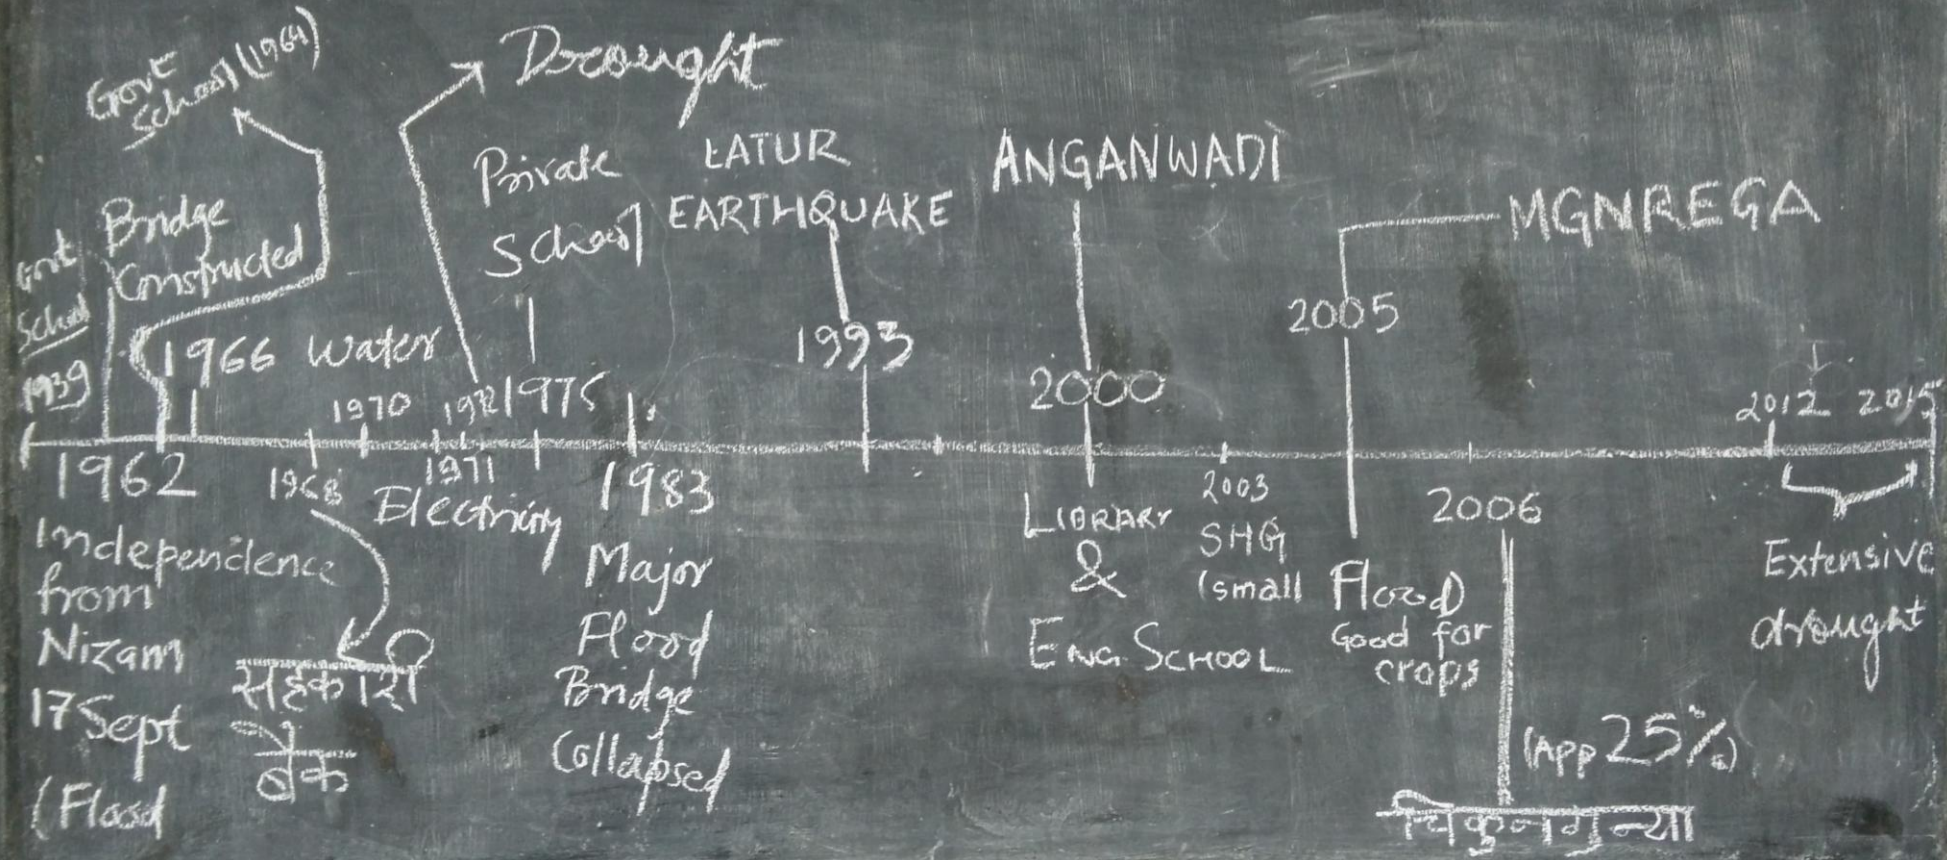 Govt
School (1964)
Drought
Private
School
LATUR
EARTHQUAKE
ANGANWADI
MGNREGA
Govt
School
1939
Bridge
Constructed
1966 Water
1970
1975
1993
2000
2005
2012
2015
1962
1968
1971
1983
2003
2006
Independence
from
Nizam
17 Sept
(Flood
सहकारी
बैंक
Electricity
Major
Flood
Bridge
Collapsed
LIBRARY
&
ENG. SCHOOL
SHG
(small
Flood
Good for
crops
(App 25%)
चिकुनगुन्या
Extensive
drought